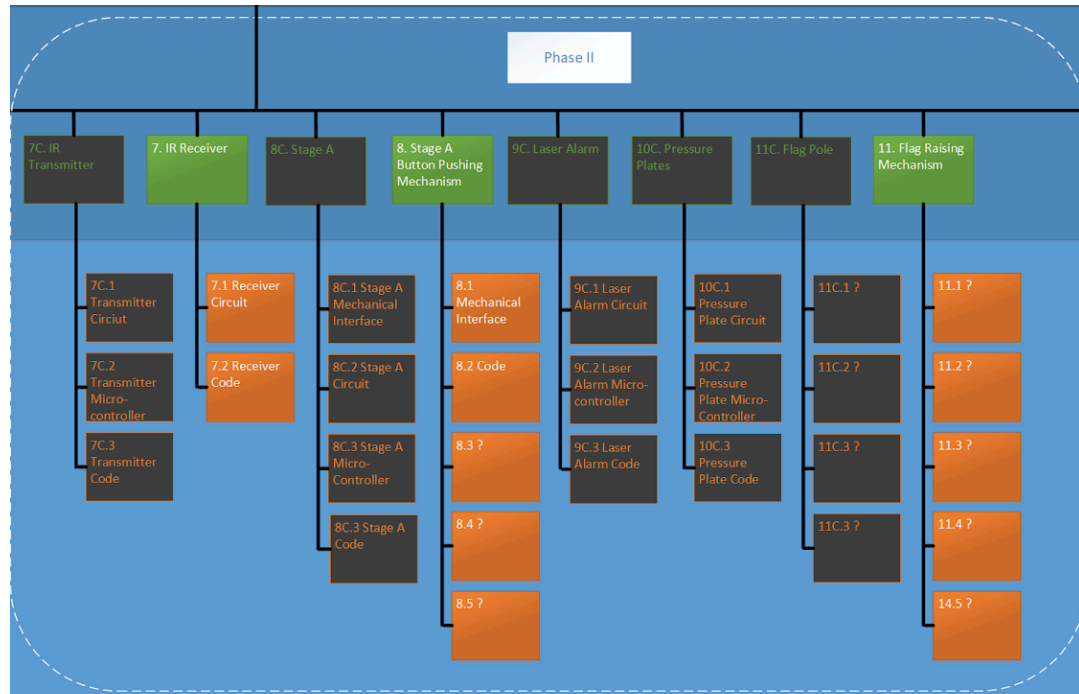 Phase II
7C. IR
Transmitter
7. IR Receiver
8C. Stage A
8. Stage A
Button Pushing
Mechanism
9C. Laser Alarm
10C. Pressure
Plates
11C. Flag Pole
11. Flag Raising
Mechanism
7C.1
Transmitter
Circiut
7C.2
Transmitter
Micro-
controller
7C.3
Transmitter
Code
7.1 Receiver
Circuit
7.2 Receiver
Code
8C.1 Stage A
Mechanical
Interface
8C.2 Stage A
Circuit
8C.3 Stage A
Micro-
Controller
8C.3 Stage A
Code
8.1
Mechanical
Interface
8.2 Code
8.3 ?
8.4 ?
8.5 ?
9C.1 Laser
Alarm Circuit
9C.2 Laser
Alarm Micro-
controller
9C.3 Laser
Alarm Code
10C.1
Pressure
Plate Circuit
10C.2
Pressure
Plate Micro-
Controller
10C.3
Pressure
Plate Code
11C.1 ?
11C.2 ?
11C.3 ?
11C.3 ?
11.1 ?
11.2 ?
11.3 ?
11.4 ?
14.5 ?